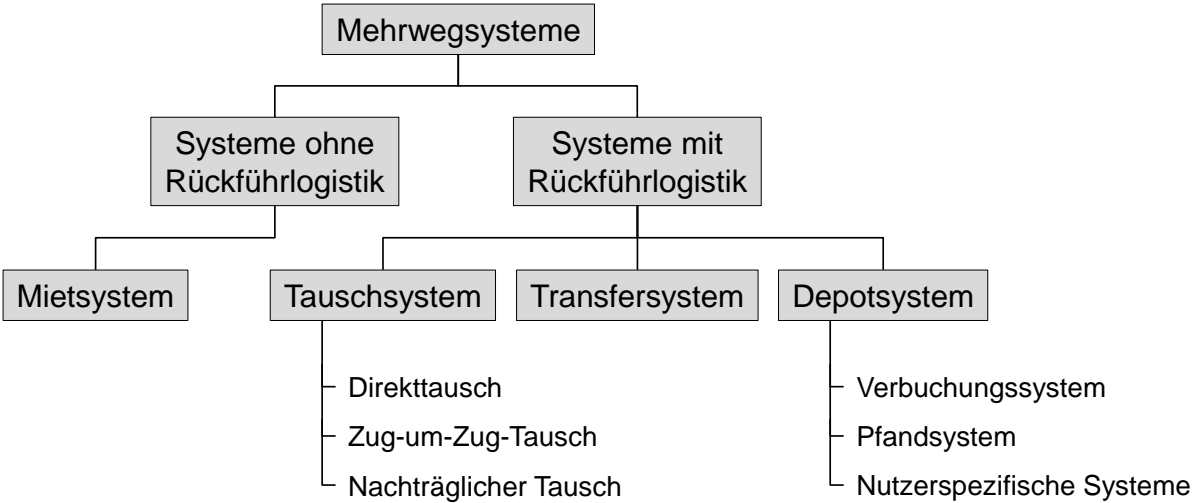 Mehrwegsysteme
Systeme ohne
Rückführlogistik
Systeme mit
Rückführlogistik
Mietsystem
Tauschsystem
Transfersystem
Depotsystem
Direkttausch
Zug-um-Zug-Tausch
Nachträglicher Tausch
Verbuchungssystem
Pfandsystem
Nutzerspezifische Systeme